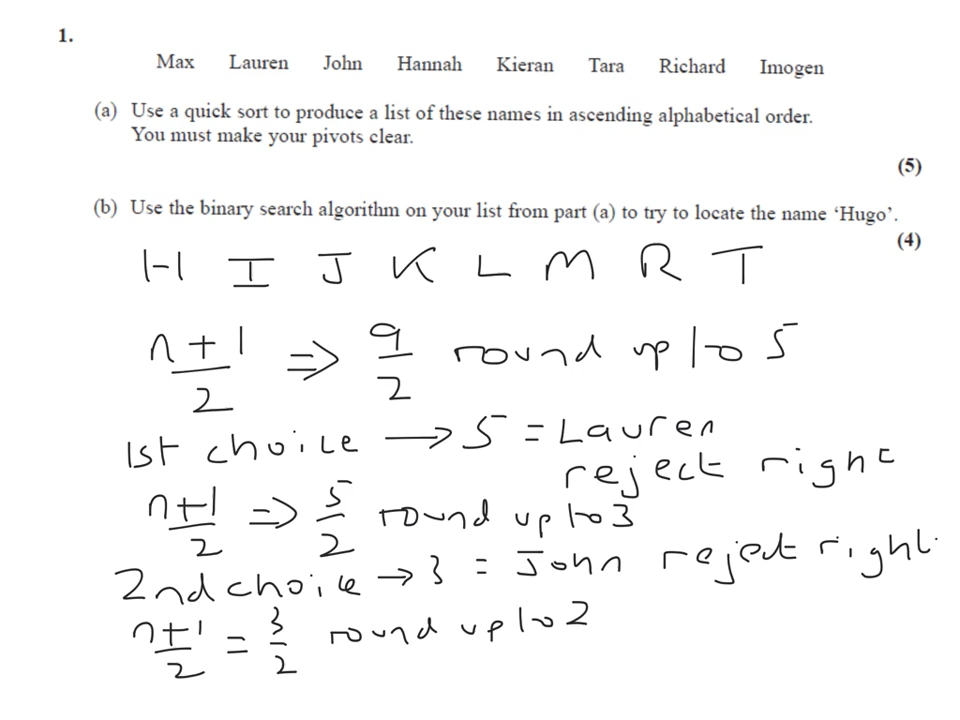 1.
Max Lauren John Hannah Kieran Tara Richard Imogen
(a) Use a quick sort to produce a list of these names in ascending alphabetical order.
You must make your pivots clear.
(5)
(b) Use the binary search algorithm on your list from part (a) to try to locate the name ‘Hugo’.
(4)
H I J K L M R T
n+1/2 ⇒ 9/2 round up to 5
1st choice → 5 = Lauren
reject right
n+1/2 ⇒ 5/2 round up to 3
2nd choice → 3 = John reject right.
n+1/2 = 3/2 round up to 2